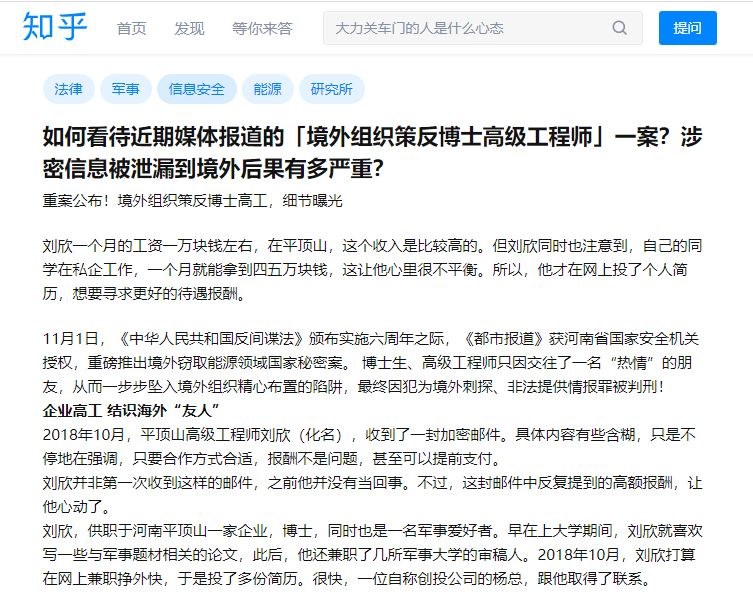 知乎 首页 发现 等你来答 大力关车门的人是什么心态 提问
法律 军事 信息安全 能源 研究所
如何看待近期媒体报道的「境外组织策反博士高级工程师」一案？涉
密信息被泄漏到境外后果有多严重？
重案公布！境外组织策反博士高工，细节曝光
刘欣一个月的工资一万块钱左右，在平顶山，这个收入是比较高的。但刘欣同时也注意到，自己的同
学在私企工作，一个月就能拿到四五万块钱，这让他心里很不平衡。所以，他才在网上投了个人简
历，想要寻求更好的待遇报酬。
11月1日，《中华人民共和国反间谍法》颁布实施六周年之际，《都市报道》获河南省国家安全机关
授权，重磅推出境外窃取能源领域国家秘密案。 博士生、高级工程师只因交往了一名“热情”的朋
友，从而一步步坠入境外组织精心布置的陷阱，最终因犯为境外刺探、非法提供情报罪被判刑！
企业高工 结识海外“友人”
2018年10月，平顶山高级工程师刘欣（化名），收到了一封加密邮件。具体内容有些含糊，只是不
停地在强调，只要合作方式合适，报酬不是问题，甚至可以提前支付。
刘欣并非第一次收到这样的邮件，之前他并没有当回事。不过，这封邮件中反复提到的高额报酬，让
他心动了。
刘欣，供职于河南平顶山一家企业，博士，同时也是一名军事爱好者。早在上大学期间，刘欣就喜欢
写一些与军事题材相关的论文，此后，他还兼职了几所军事大学的审稿人。2018年10月，刘欣打算
在网上兼职挣外快，于是投了多份简历。很快，一位自称创投公司的杨总，跟他取得了联系。